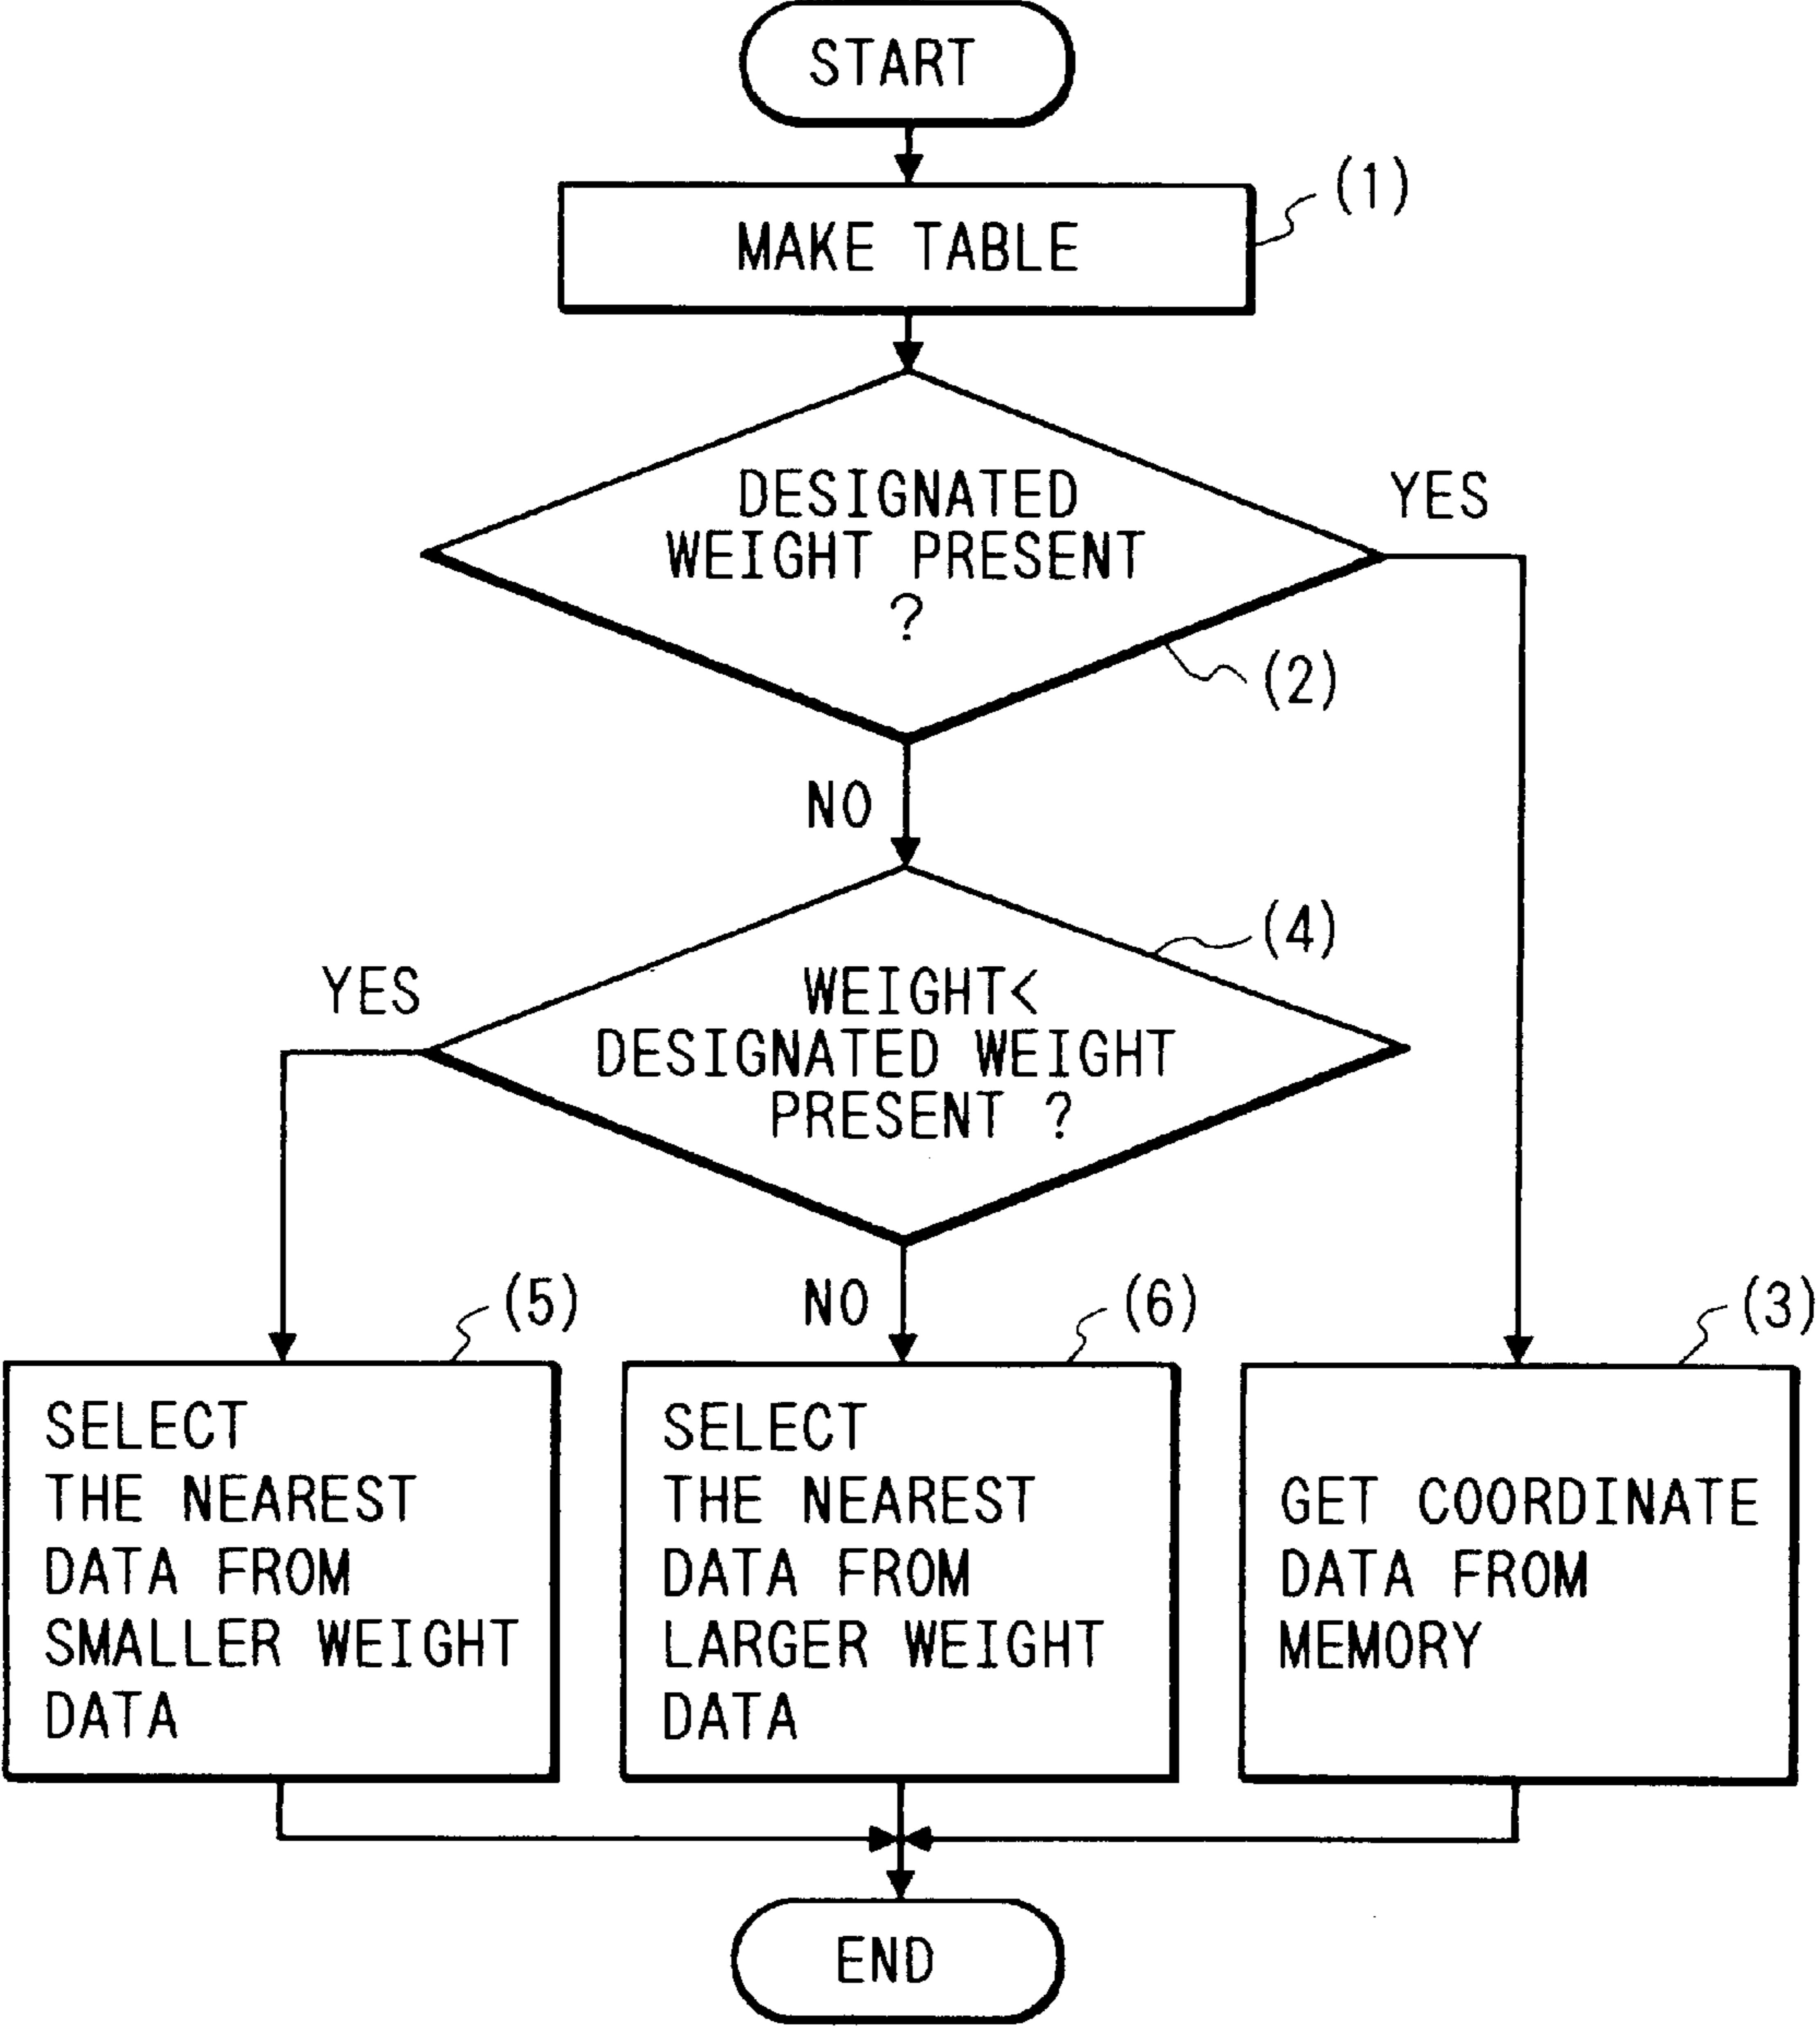 START
(1)
MAKE TABLE
DESIGNATED
WEIGHT PRESENT
?
YES
(2)
NO
(4)
WEIGHT<
DESIGNATED WEIGHT
PRESENT ?
YES
NO
(5)
SELECT
THE NEAREST
DATA FROM
SMALLER WEIGHT
DATA
(6)
SELECT
THE NEAREST
DATA FROM
LARGER WEIGHT
DATA
(3)
GET COORDINATE
DATA FROM
MEMORY
END